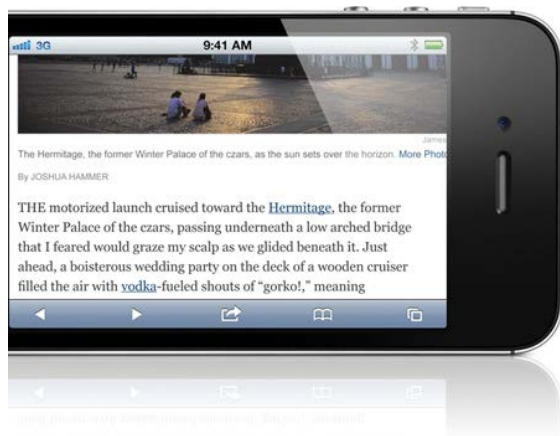 3G 9:41 AM
James
The Hermitage, the former Winter Palace of the czars, as the sun sets over the horizon. More Photo
By JOSHUA HAMMER
THE motorized launch cruised toward the Hermitage, the former
Winter Palace of the czars, passing underneath a low arched bridge
that I feared would graze my scalp as we glided beneath it. Just
ahead, a boisterous wedding party on the deck of a wooden cruiser
filled the air with vodka-fueled shouts of “gorko!,” meaning